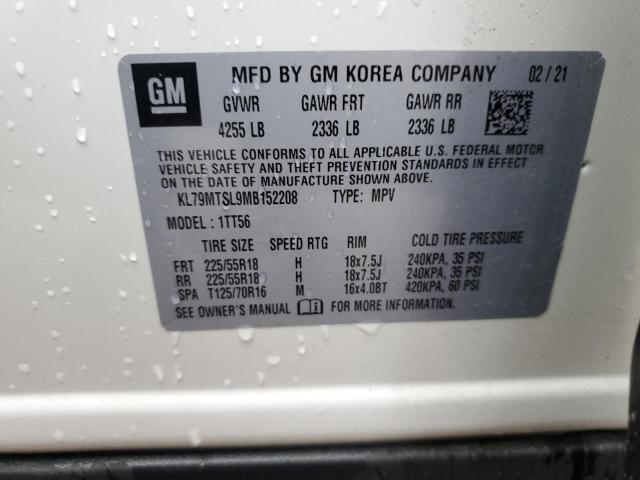 GM
MFD BY GM KOREA COMPANY 02/21
GVWR GAWR FRT GAWR RR
4255 LB 2336 LB 2336 LB
THIS VEHICLE CONFORMS TO ALL APPLICABLE U.S. FEDERAL MOTOR
VEHICLE SAFETY AND THEFT PREVENTION STANDARDS IN EFFECT
ON THE DATE OF MANUFACTURE SHOWN ABOVE.
KL79MTSL9MB152208 TYPE: MPV
MODEL : 1TT56
TIRE SIZE SPEED RTG RIM COLD TIRE PRESSURE
FRT 225/55R18 H 18x7.5J 240KPA, 35 PSI
RR 225/55R18 H 18x7.5J 240KPA, 35 PSI
SPA T125/70R16 M 16x4.0BT 420KPA, 60 PSI
SEE OWNER'S MANUAL FOR MORE INFORMATION.